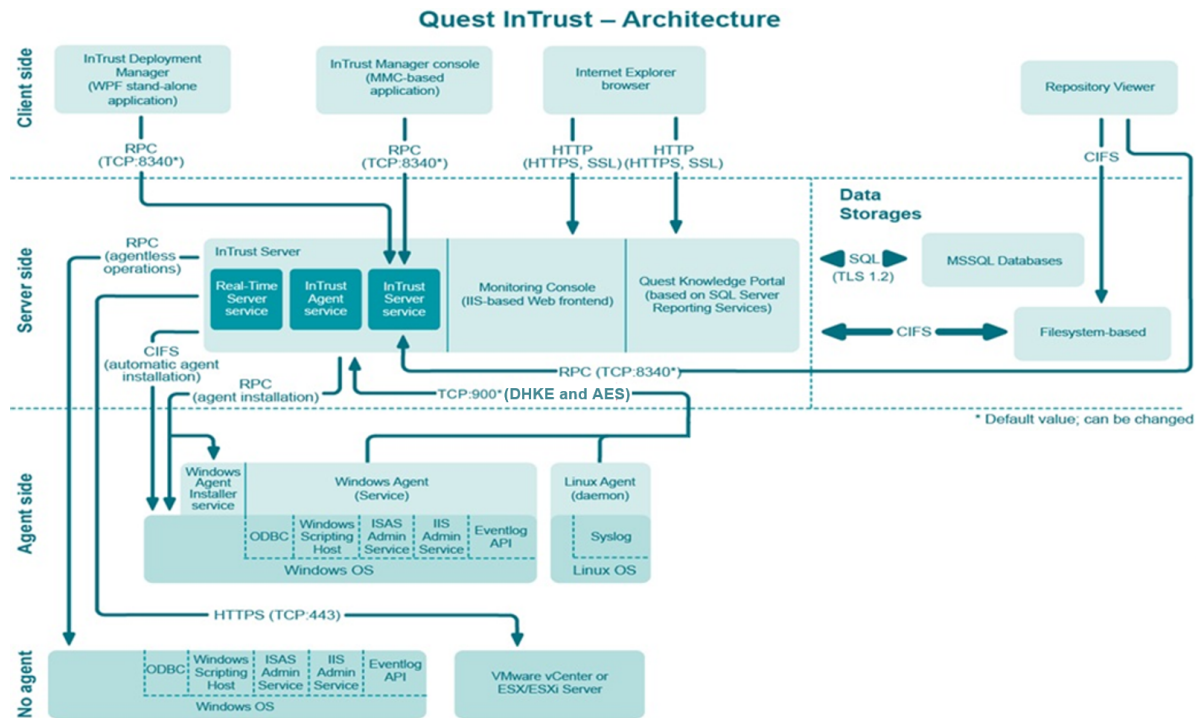 Quest InTrust – Architecture
Client side
InTrust Deployment
Manager
(WPF stand-alone
application)
InTrust Manager console
(MMC-based
application)
Internet Explorer
browser
Repository Viewer
RPC
(TCP:8340*)
RPC
(TCP:8340*)
HTTP
(HTTPS, SSL)
HTTP
(HTTPS, SSL)
CIFS
Server side
Data
Storages
RPC
(agentless
operations)
InTrust Server
Real-Time
Server
service
InTrust
Agent
service
InTrust
Server
service
Monitoring Console
(IIS-based Web frontend)
Quest Knowledge Portal
(based on SQL Server
Reporting Services)
SQL
(TLS 1.2)
MSSQL Databases
CIFS
Filesystem-based
CIFS
(automatic agent
installation)
RPC
(agent installation)
RPC (TCP:8340*)
TCP:900*(DHKE and AES)
* Default value; can be changed
Agent side
Windows
Agent
Installer
service
Windows Agent
(Service)
Linux Agent
(daemon)
ODBC
Windows
Scripting
Host
ISAS
Admin
Service
IIS
Admin
Service
Eventlog
API
Windows OS
Syslog
Linux OS
HTTPS (TCP:443)
No agent
ODBC
Windows
Scripting
Host
ISAS
Admin
Service
IIS
Admin
Service
Eventlog
API
Windows OS
VMware vCenter or
ESX/ESXi Server